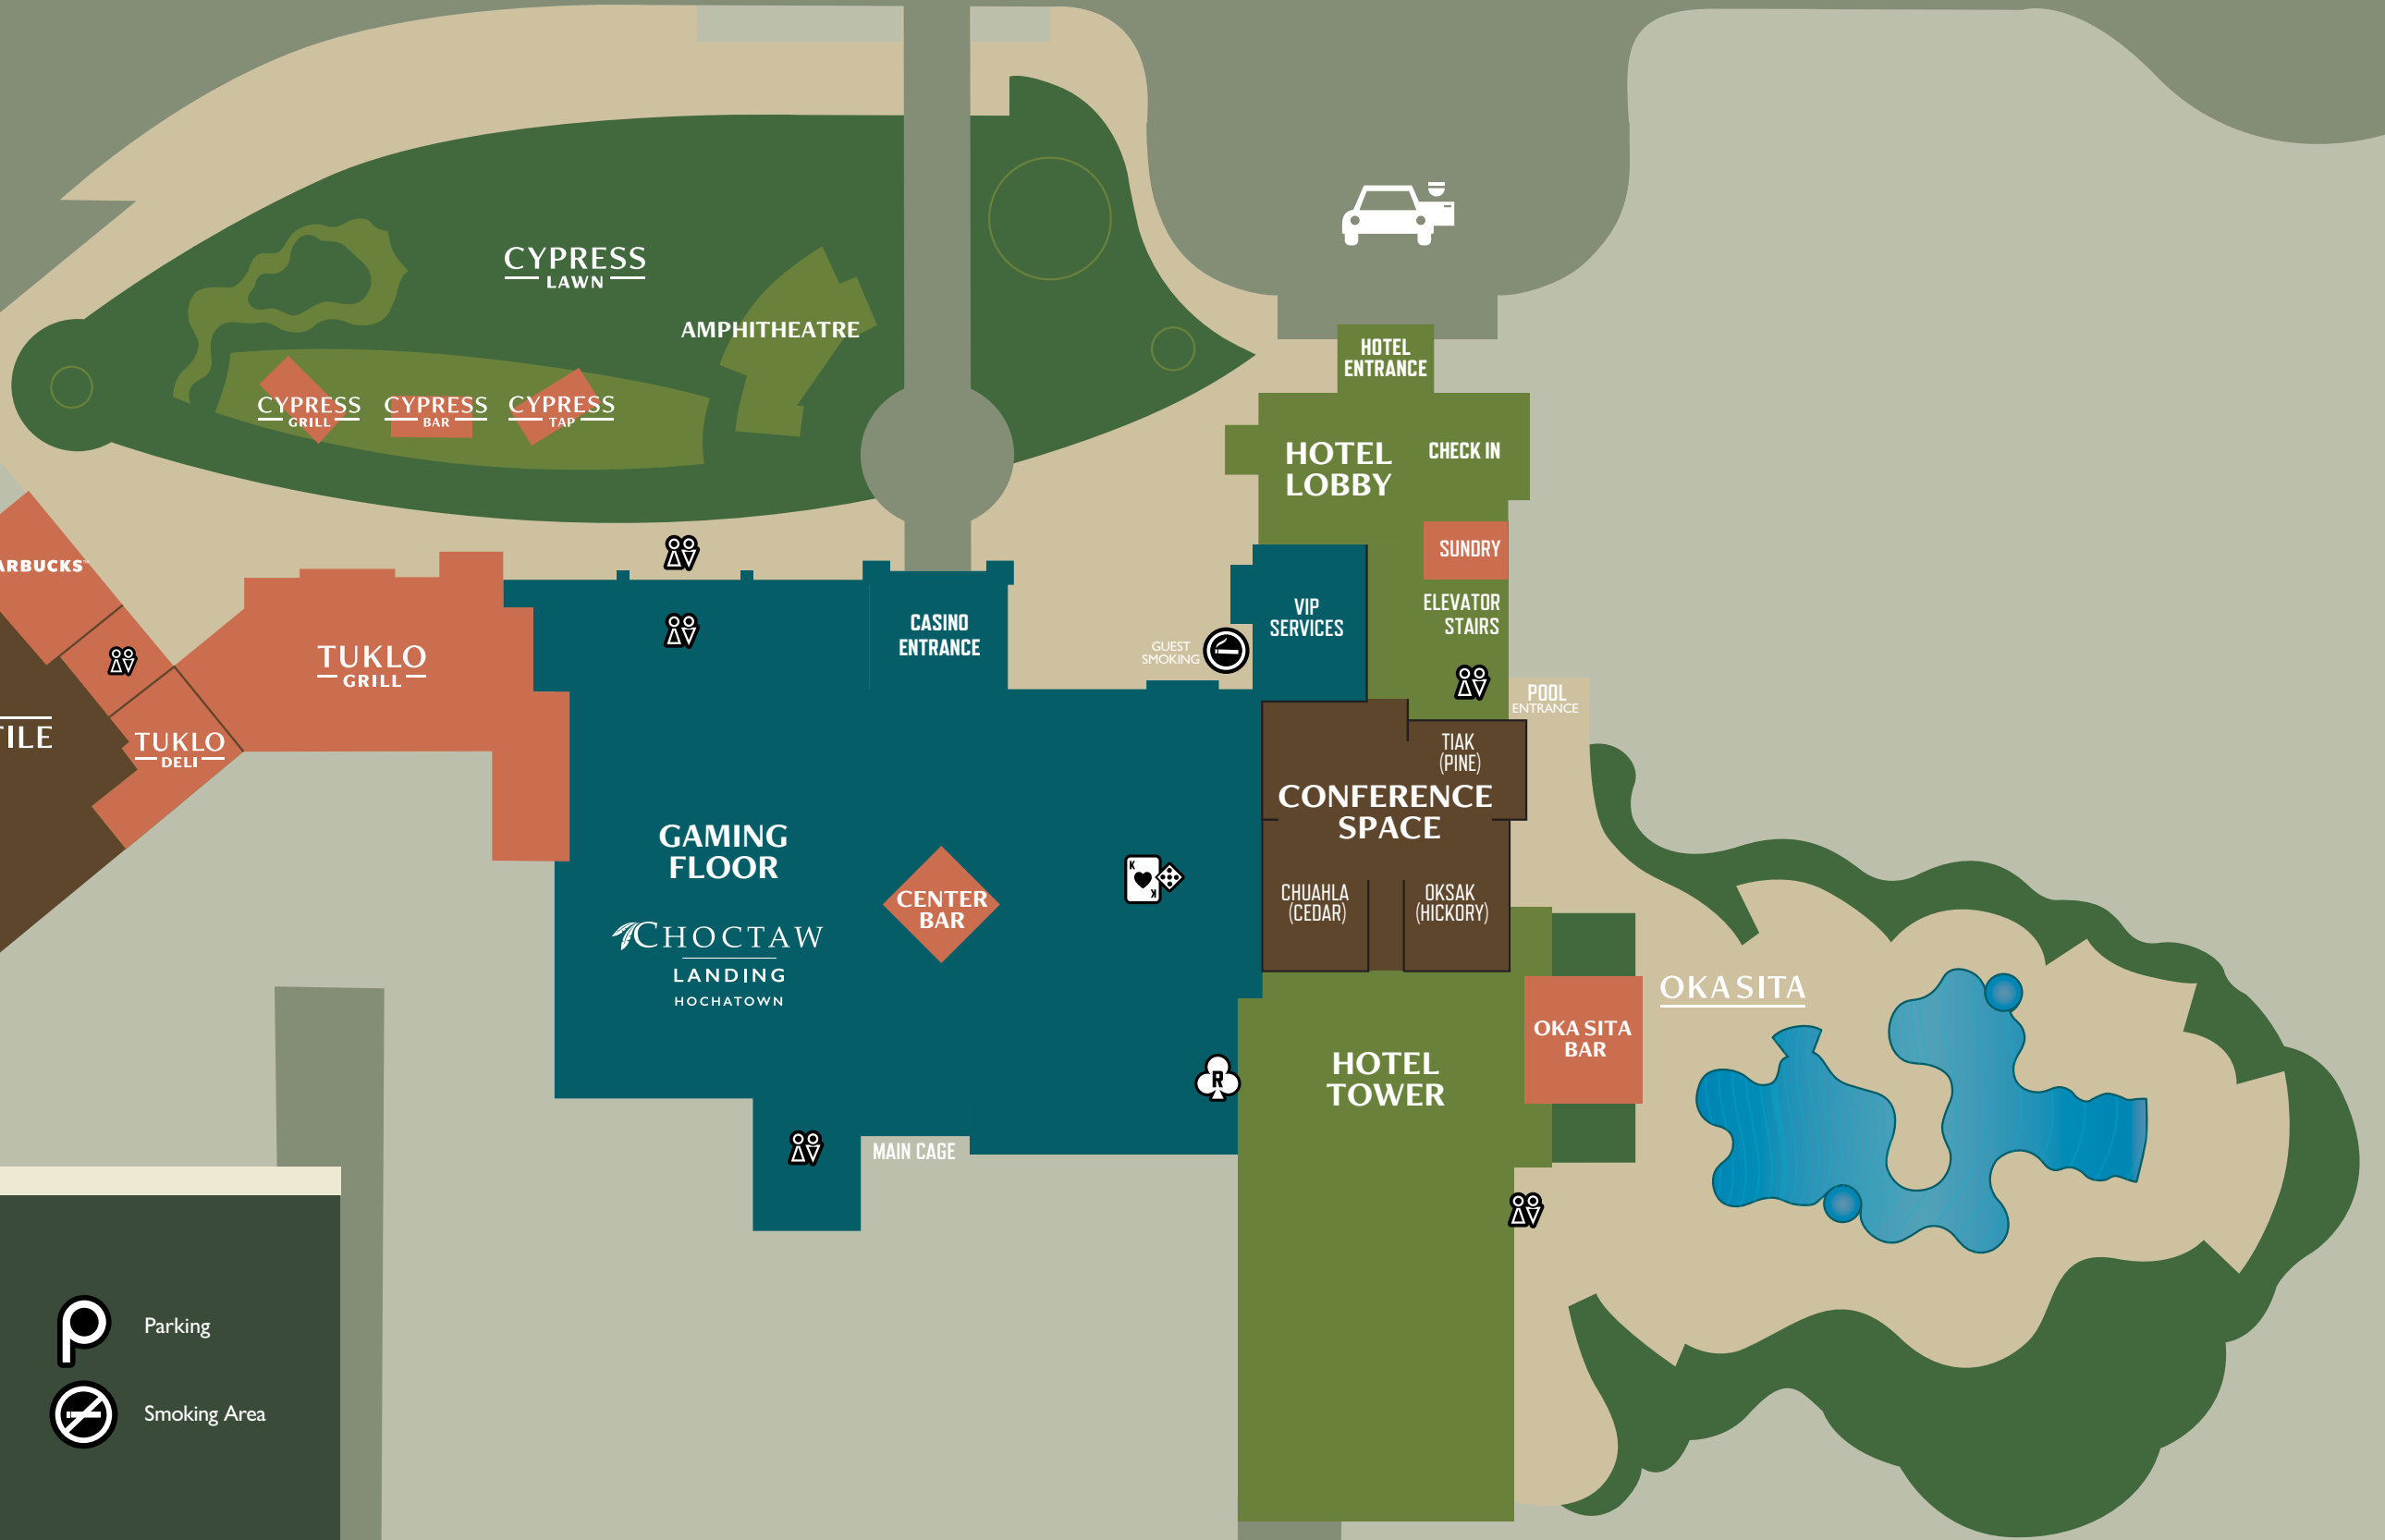 CYPRESS
LAWN
AMPHITHEATRE
CYPRESS
GRILL
CYPRESS
BAR
CYPRESS
TAP
HOTEL
ENTRANCE
HOTEL
LOBBY
CHECK IN
SUNDRY
ELEVATOR
STAIRS
VIP
SERVICES
GUEST
SMOKING
CASINO
ENTRANCE
ARBUCKS
TUKLO
GRILL
TILE
TUKLO
DELI
POOL
ENTRANCE
TIAK
(PINE)
CONFERENCE
SPACE
CHUAHLA
(CEDAR)
OKSAK
(HICKORY)
GAMING
FLOOR
CHOCTAW
LANDING
HOCHATOWN
CENTER
BAR
K
K
OKA SITA
OKA SITA
BAR
HOTEL
TOWER
R
MAIN CAGE
P
Parking
Smoking Area